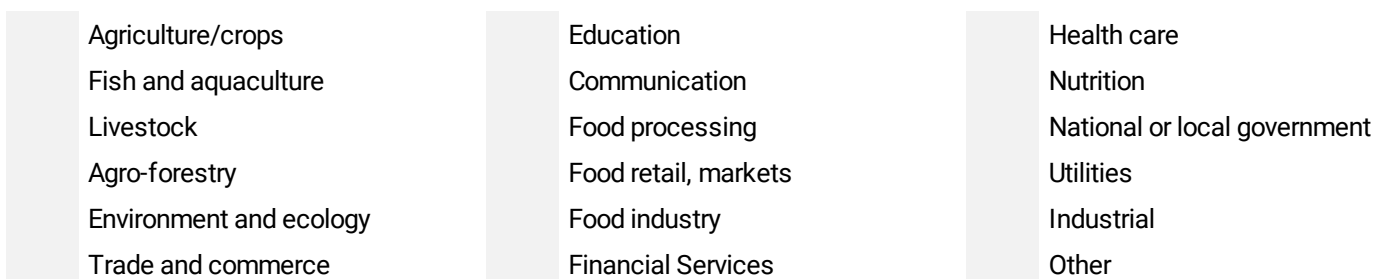 Agriculture/crops
Fish and aquaculture
Livestock
Agro-forestry
Environment and ecology
Trade and commerce
Education
Communication
Food processing
Food retail, markets
Food industry
Financial Services
Health care
Nutrition
National or local government
Utilities
Industrial
Other